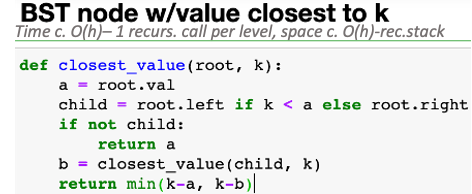 BST node w/value closest to k
Time c. O(h)– 1 recurs. call per level, space c. O(h)-rec.stack
def closest_value(root, k):
    a = root.val
    child = root.left if k < a else root.right
    if not child:
        return a
    b = closest_value(child, k)
    return min(k-a, k-b)